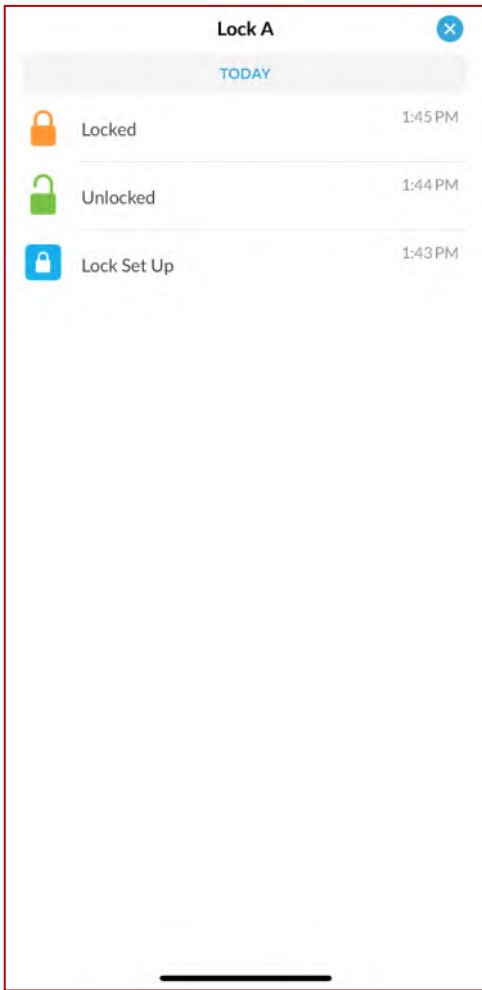 Lock A
TODAY
Locked 1:45 PM
Unlocked 1:44 PM
Lock Set Up 1:43 PM